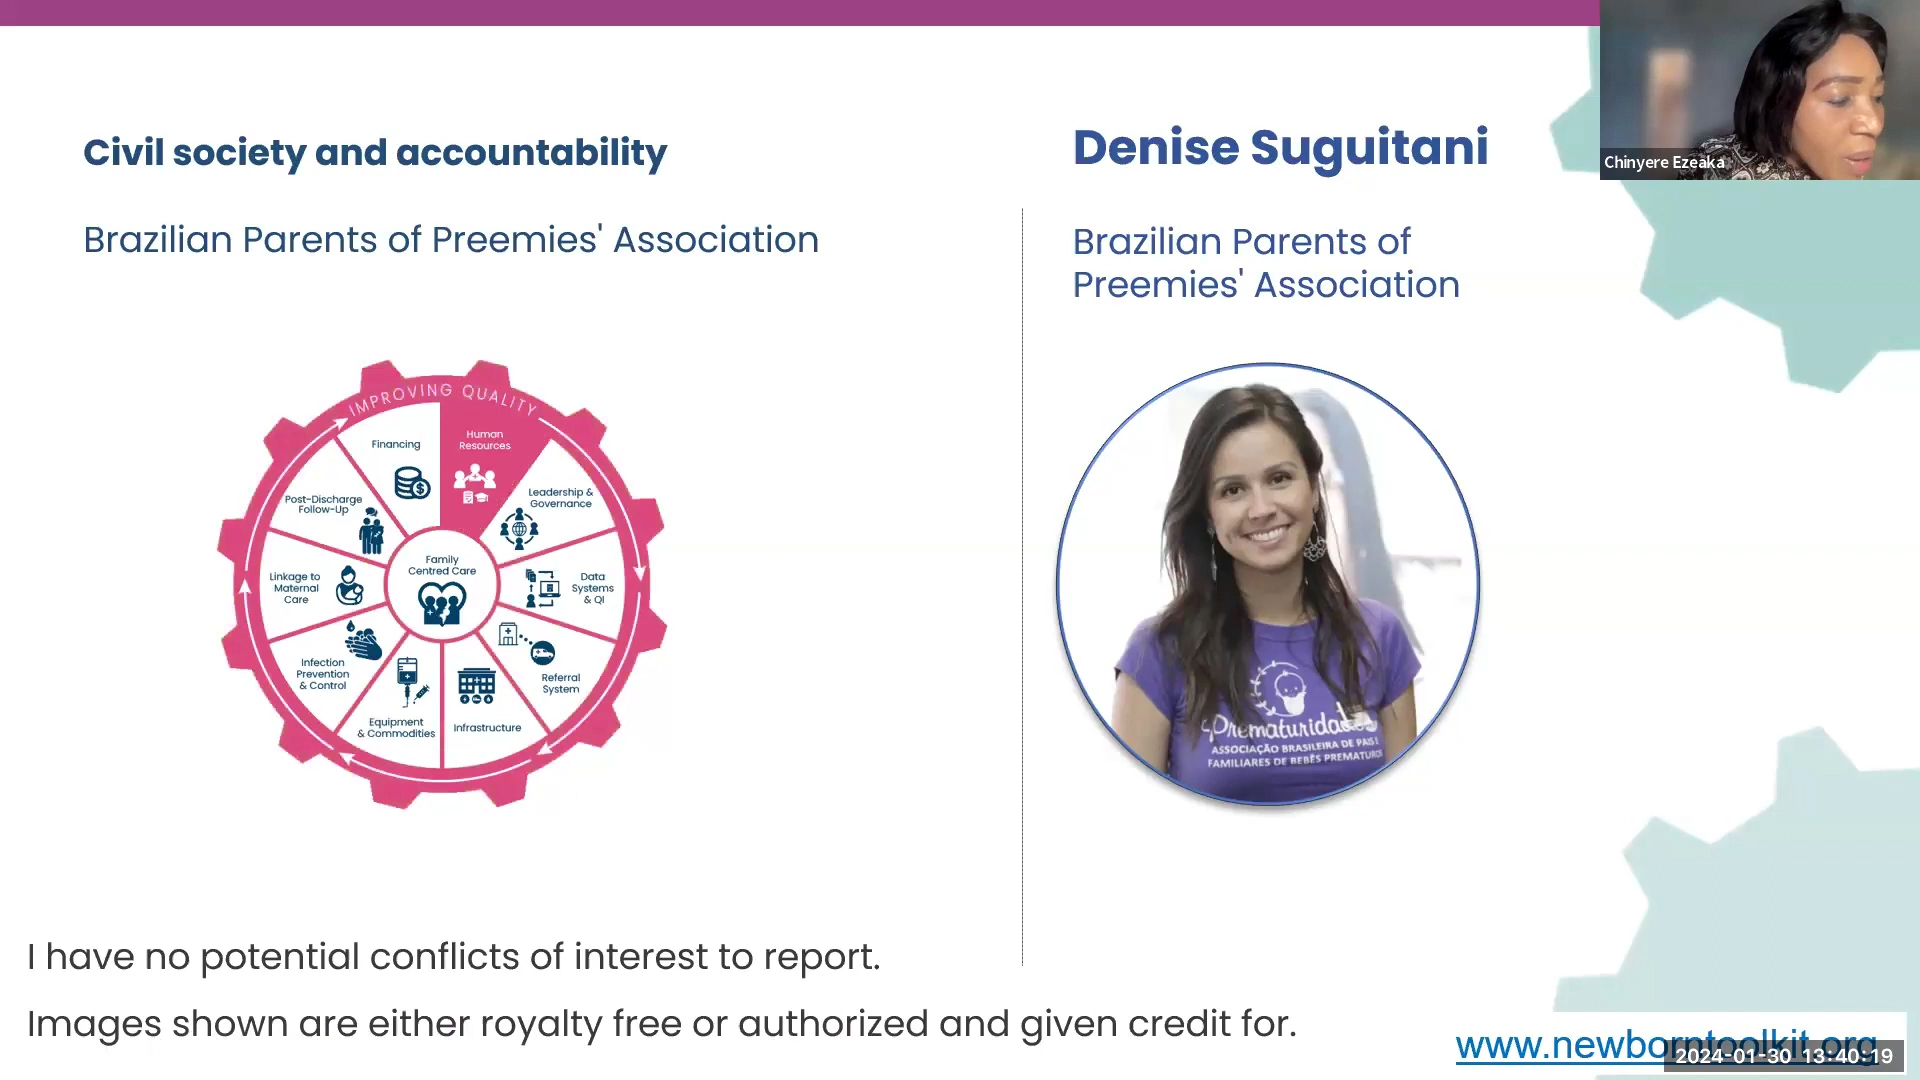 Civil society and accountability
Brazilian Parents of Preemies' Association
IMPROVING QUALITY
Financing
Human
Resources
Leadership &
Governance
Data
Systems
& QI
Referral
System
Infrastructure
Equipment
& Commodities
Infection
Prevention
& Control
Linkage to
Maternal
Care
Post-Discharge
Follow-Up
Family
Centred Care
Denise Suguitani
Brazilian Parents of
Preemies' Association
ASSOCIAÇÃO BRASILEIRA DE PAIS E
FAMILIARES DE BEBÊS PREMATUROS
I have no potential conflicts of interest to report.
Images shown are either royalty free or authorized and given credit for.
www.newborntoolkit.org
2024-01-30 13:40:19
Chinyere Ezeaka